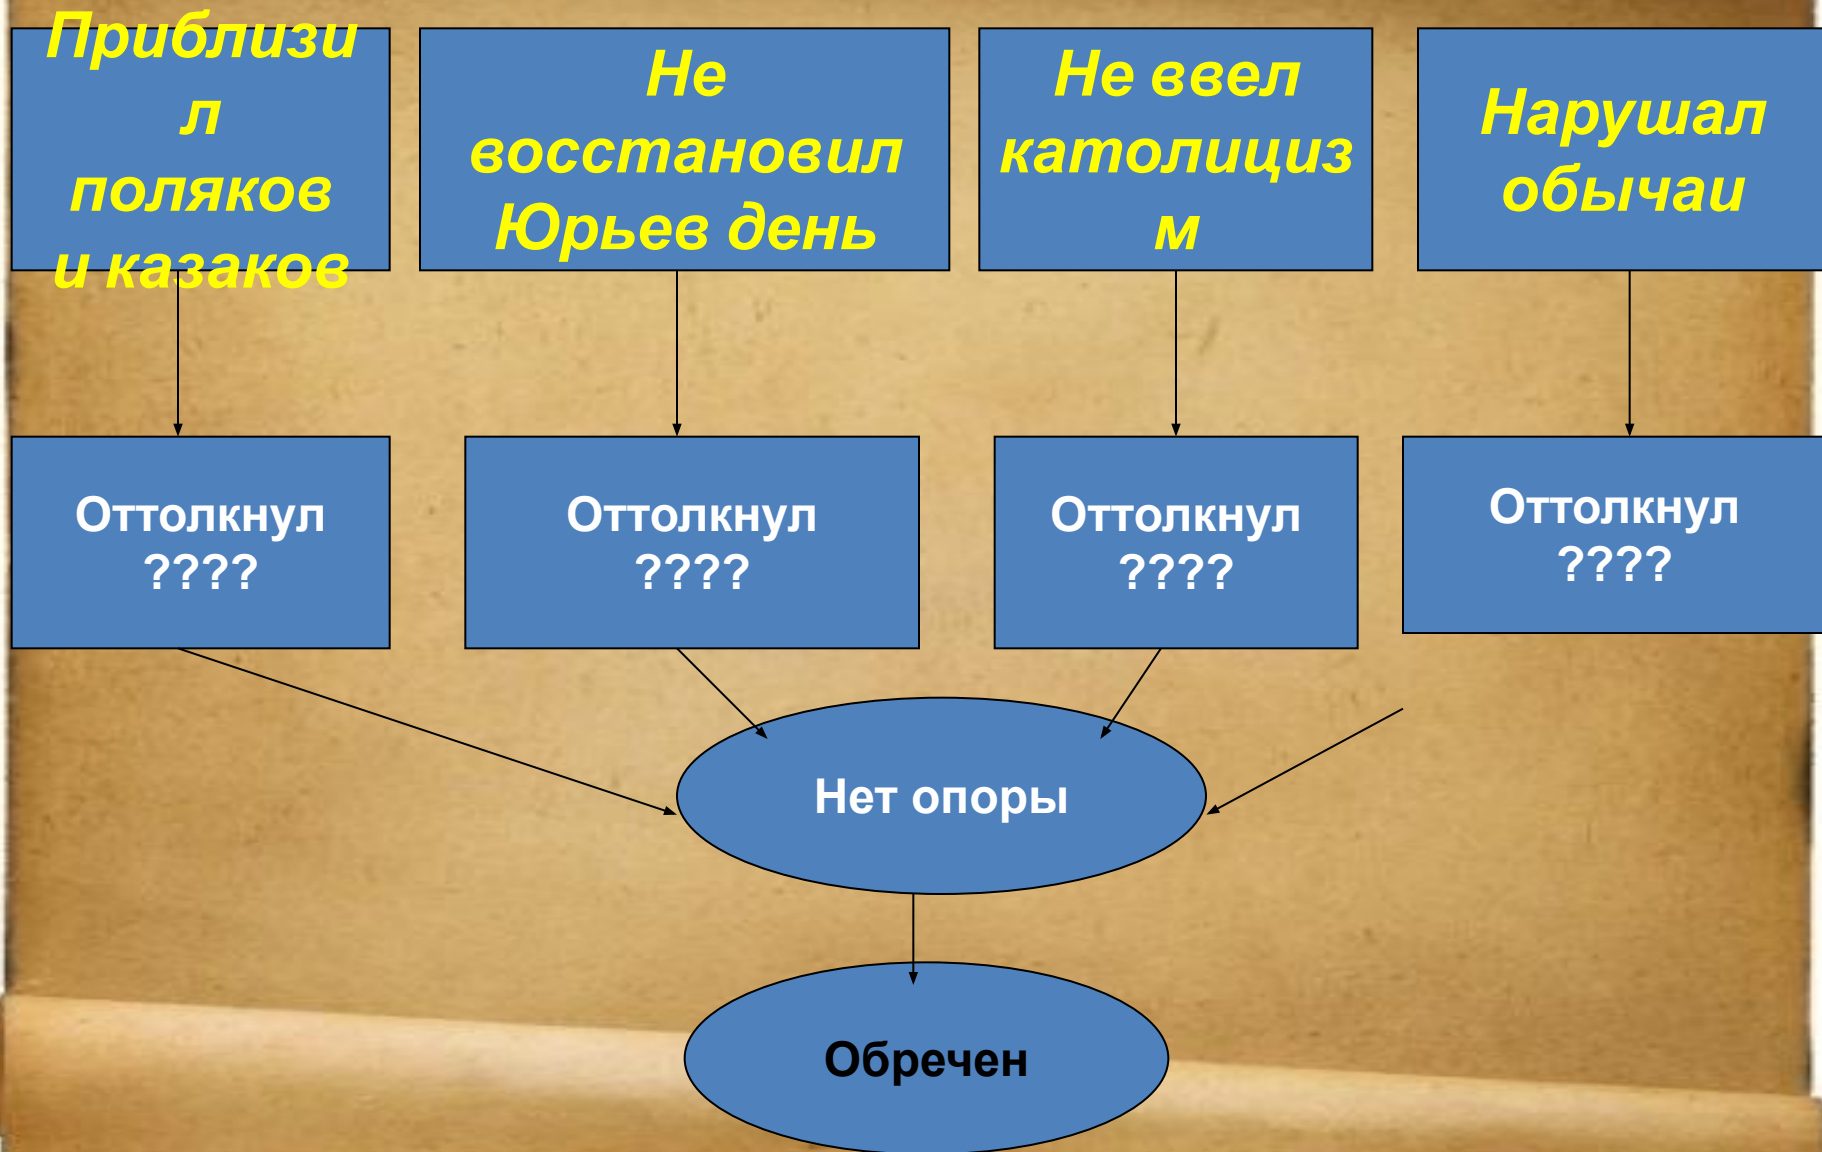 Приблизи
л
поляков
и казаков
Не
восстановил
Юрьев день
Не ввел
католициз
м
Нарушал
обычаи
Оттолкнул
????
Оттолкнул
????
Оттолкнул
????
Оттолкнул
????
Нет опоры
Обречен